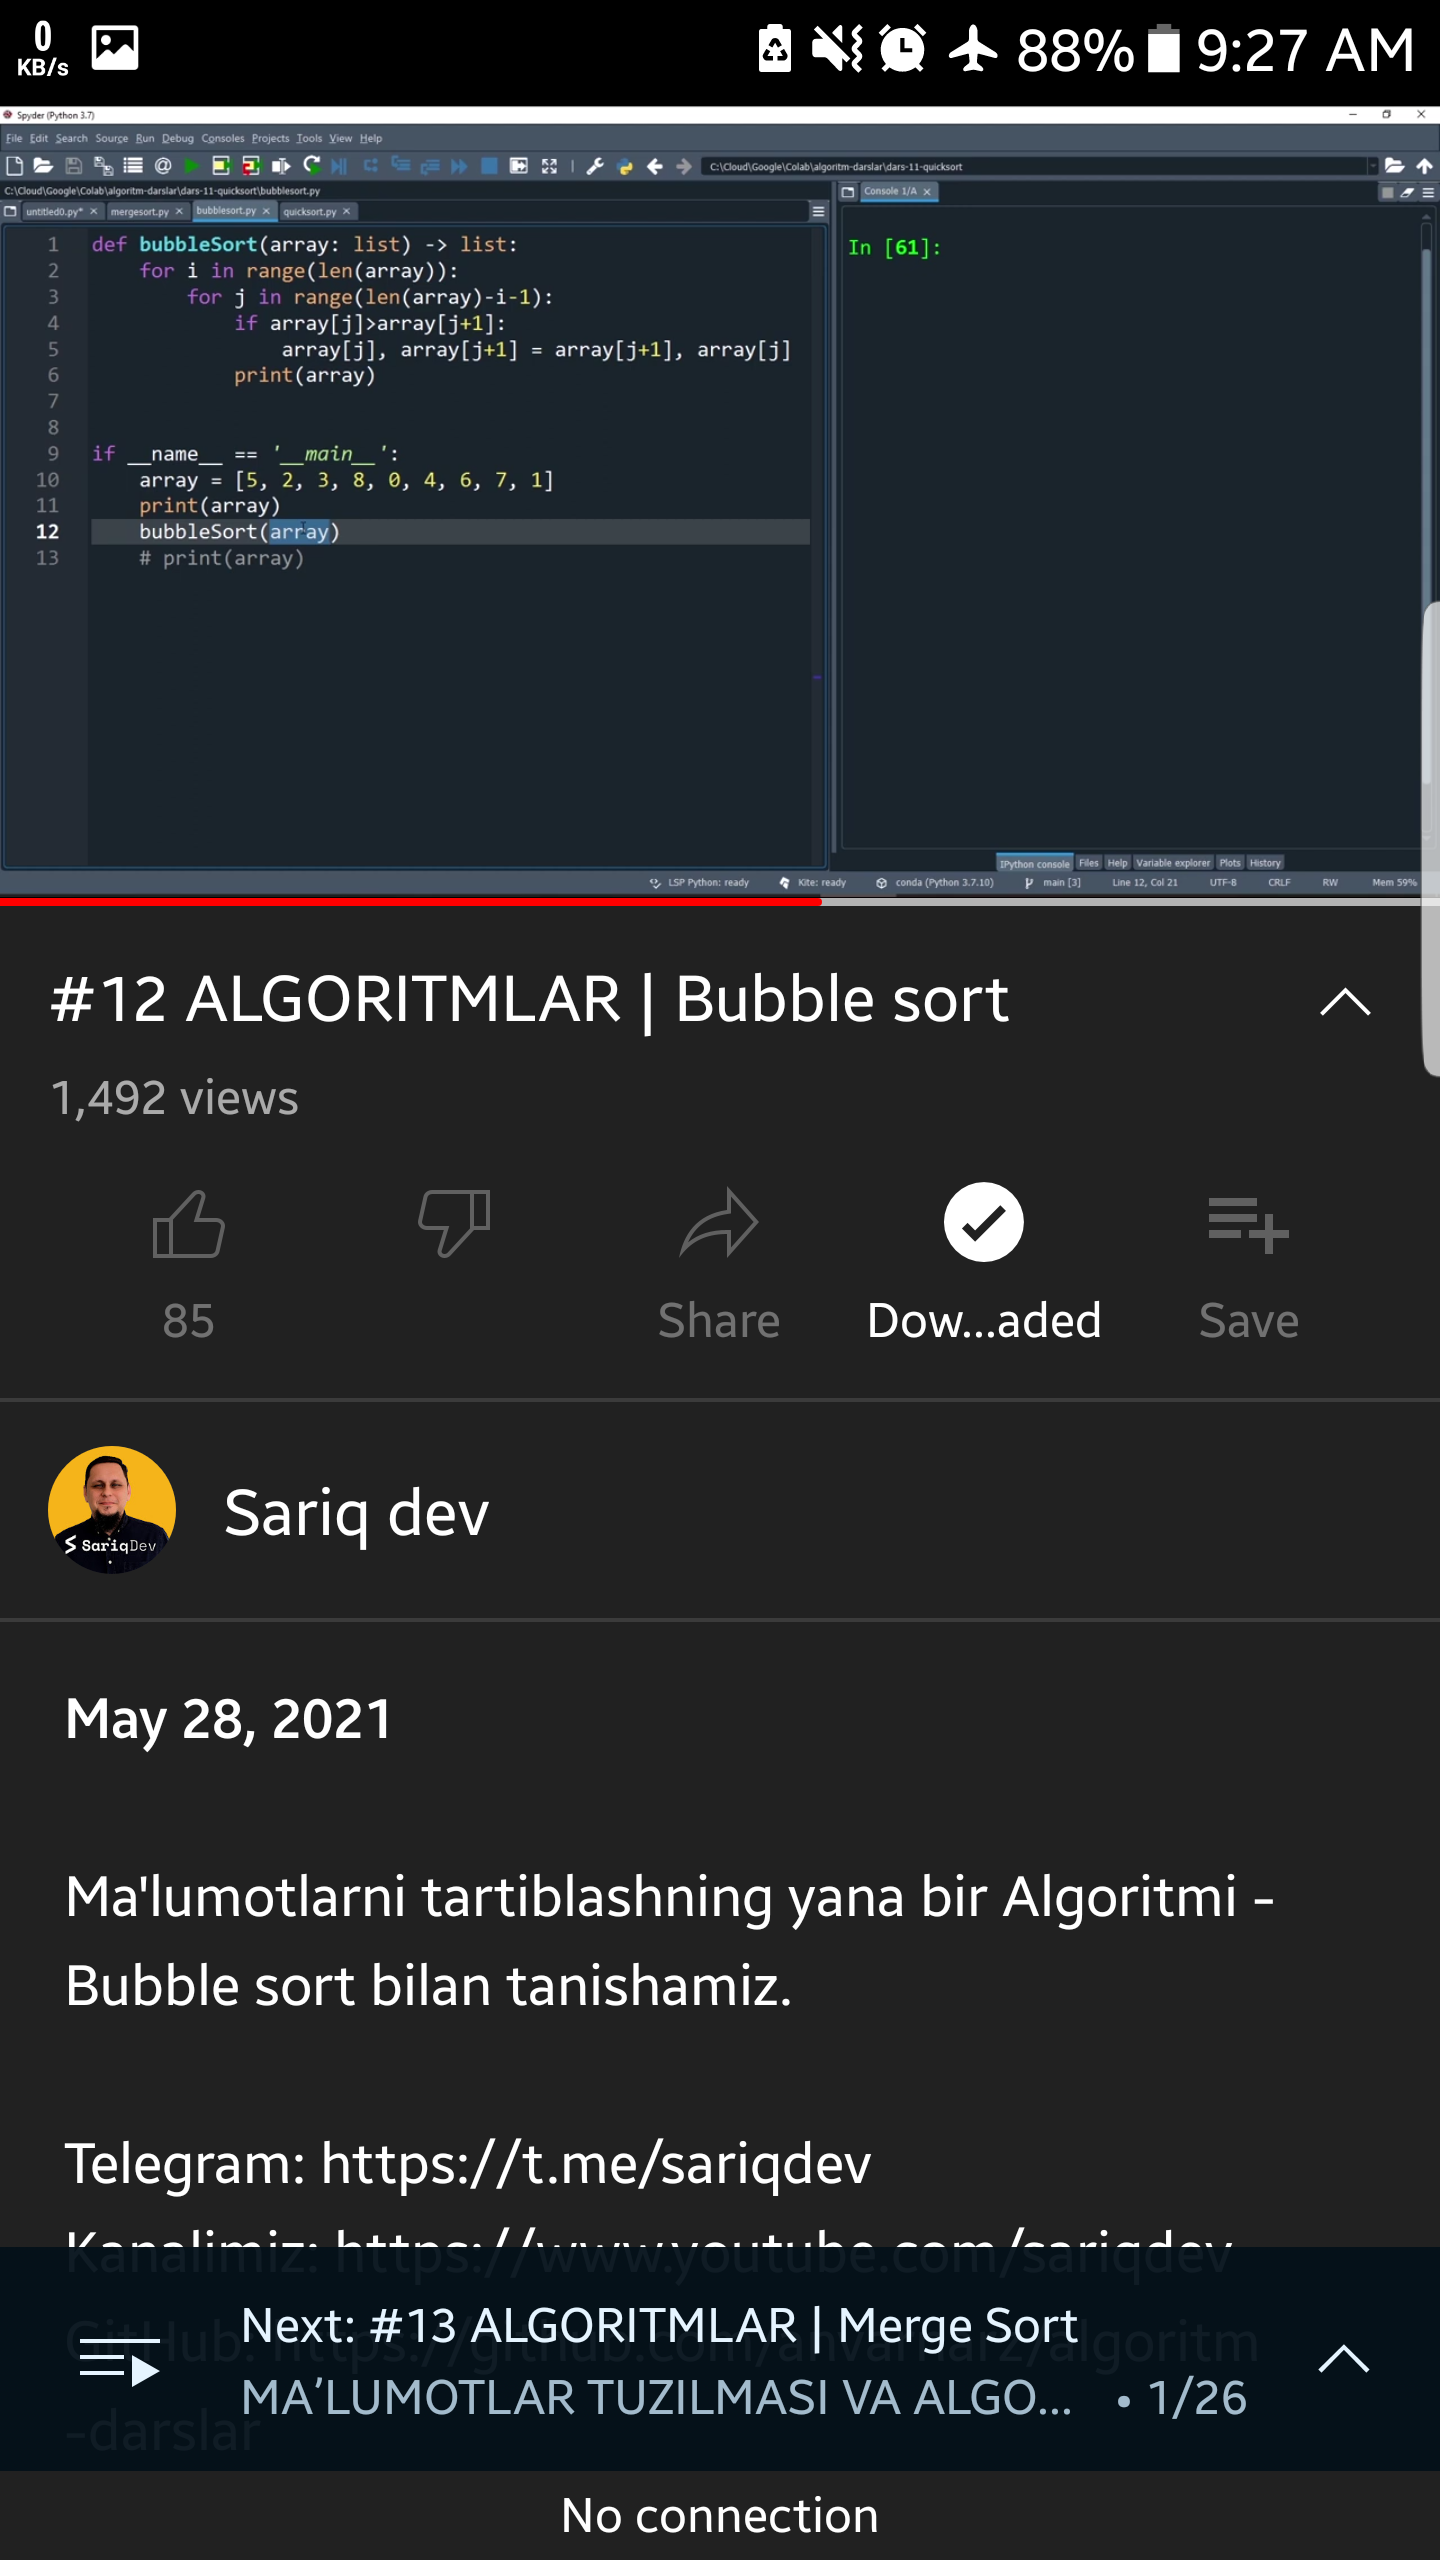 0
KB/s
88%
9:27 AM
Spyder (Python 3.7)
File Edit Search Source Run Debug Consoles Projects Tools View Help
C:\Cloud\Google\Colab\algoritm-darslar\dars-11-quicksort
C:\Cloud\Google\Colab\algoritm-darslar\dars-11-quicksort\bubblesort.py
untitled0.py* mergesort.py bubblesort.py quicksort.py
Console 1/A
1 def bubbleSort(array: list) -> list:
2 for i in range(len(array)):
3 for j in range(len(array)-i-1):
4 if array[j]>array[j+1]:
5 array[j], array[j+1] = array[j+1], array[j]
6 print(array)
7
8
9 if __name__ == '__main__':
10 array = [5, 2, 3, 8, 0, 4, 6, 7, 1]
11 print(array)
12 bubbleSort(array)
13 # print(array)
In [61]:
IPython console Files Help Variable explorer Plots History
LSP Python: ready Kite: ready conda (Python 3.7.10) main [3] Line 12, Col 21 UTF-8 CRLF RW Mem 59%
#12 ALGORITMLAR | Bubble sort
1,492 views
85 Share Dow...aded Save
SariqDev
Sariq dev
May 28, 2021
Ma'lumotlarni tartiblashning yana bir Algoritmi -
Bubble sort bilan tanishamiz.
Telegram: https://t.me/sariqdev
Kanalimiz: https://www.youtube.com/sariqdev
GitHub: https://github.com/anvarnarz/algoritm
-darslar
Next: #13 ALGORITMLAR | Merge Sort
MA’LUMOTLAR TUZILMASI VA ALGO... • 1/26
No connection